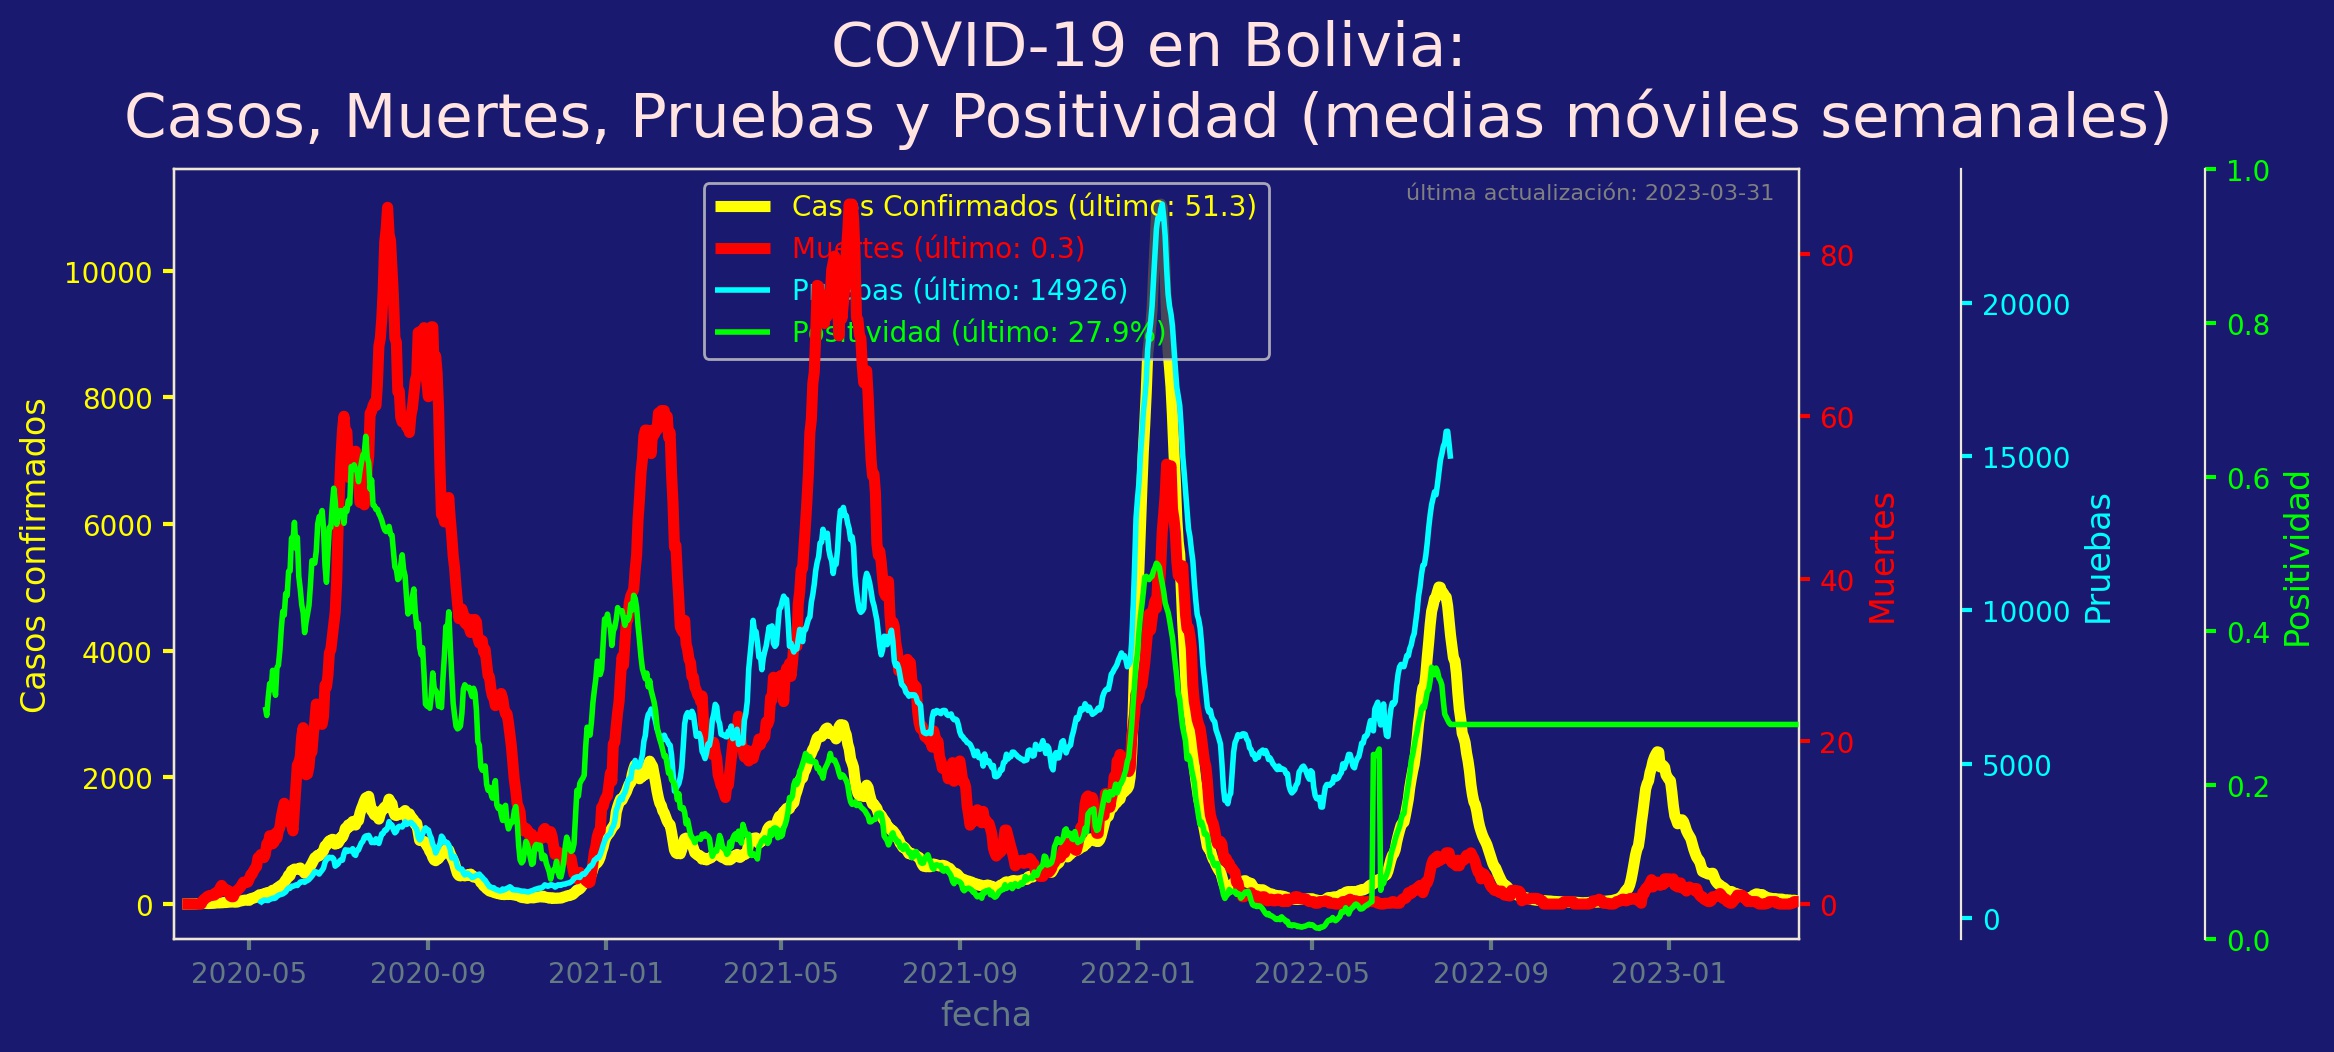 COVID-19 en Bolivia:
Casos, Muertes, Pruebas y Positividad (medias móviles semanales)
última actualización: 2023-03-31
Casos Confirmados (último: 51.3)
Muertes (último: 0.3)
Pruebas (último: 14926)
Positividad (último: 27.9%)
Casos confirmados
10000
8000
6000
4000
2000
0
Muertes
80
60
40
20
0
Pruebas
20000
15000
10000
5000
0
Positividad
1.0
0.8
0.6
0.4
0.2
0.0
2020-05 2020-09 2021-01 2021-05 2021-09 2022-01 2022-05 2022-09 2023-01
fecha